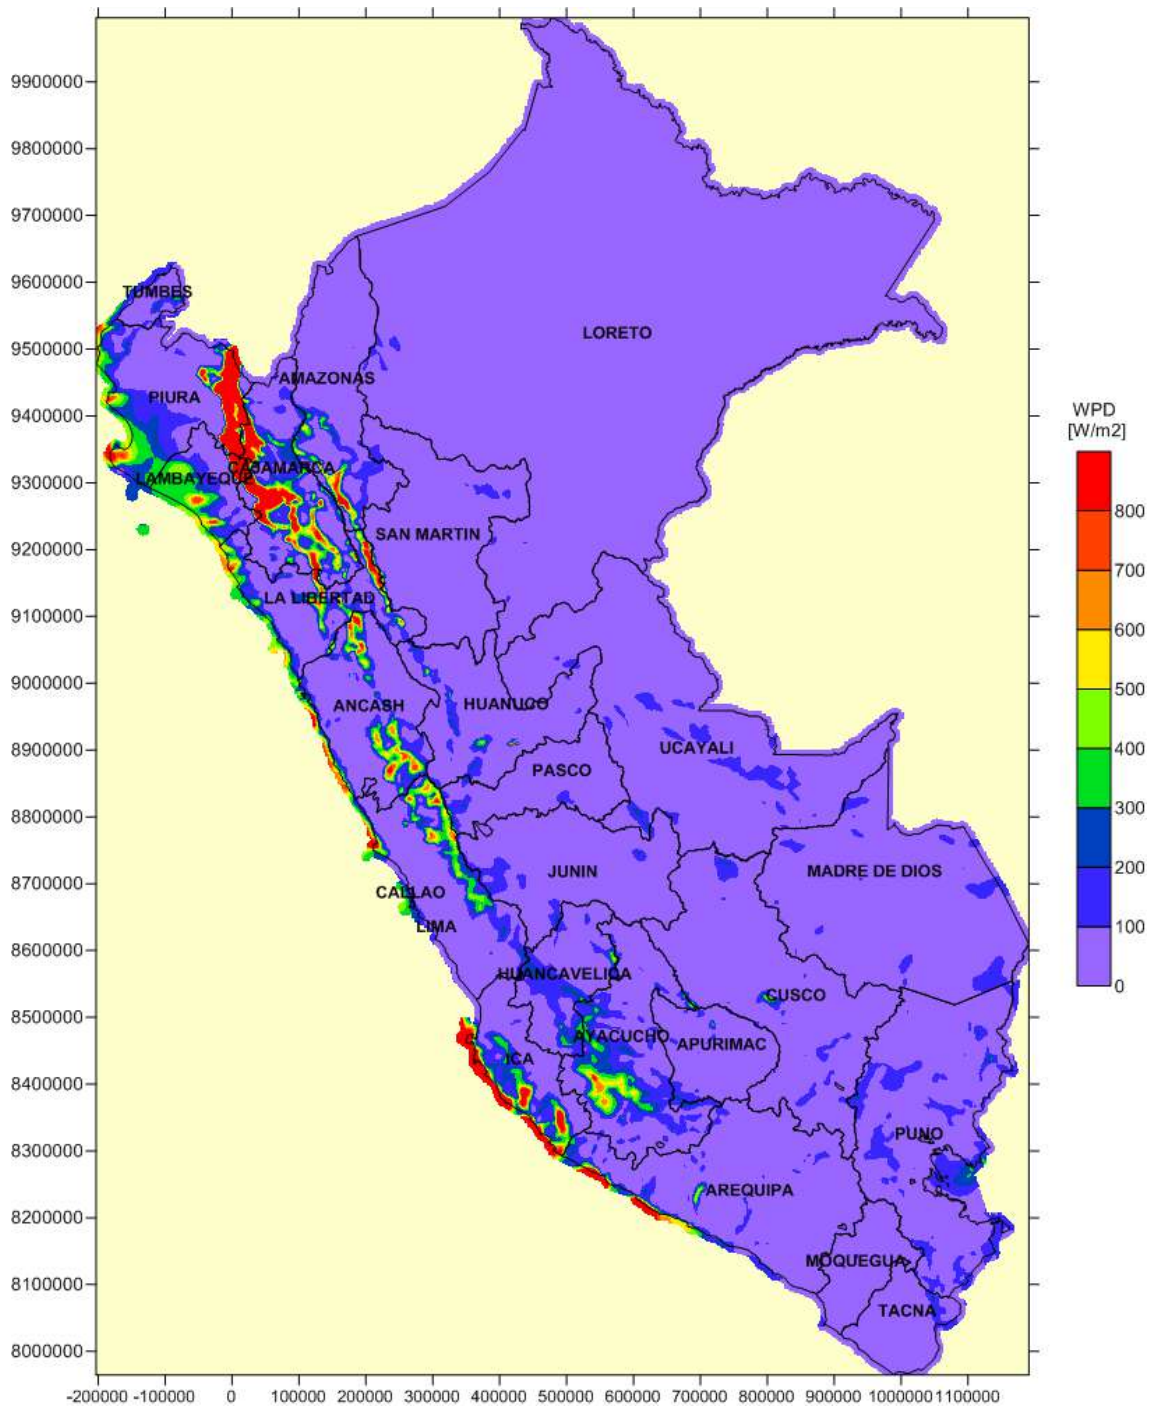 9900000
9800000
9700000
9600000
9500000
9400000
9300000
9200000
9100000
9000000
8900000
8800000
8700000
8600000
8500000
8400000
8300000
8200000
8100000
8000000
-200000 -100000 0 100000 200000 300000 400000 500000 600000 700000 800000 900000 1000000 1100000
TUMBES
LORETO
AMAZONAS
PIURA
CAJAMARCA
LAMBAYEQUE
SAN MARTIN
LA LIBERTAD
ANCASH
HUANUCO
UCAYALI
PASCO
JUNIN
MADRE DE DIOS
CALLAO
LIMA
HUANCAVELICA
CUSCO
AYACUCHO
APURIMAC
ICA
PUNO
AREQUIPA
MOQUEGUA
TACNA
WPD
[W/m2]
800
700
600
500
400
300
200
100
0